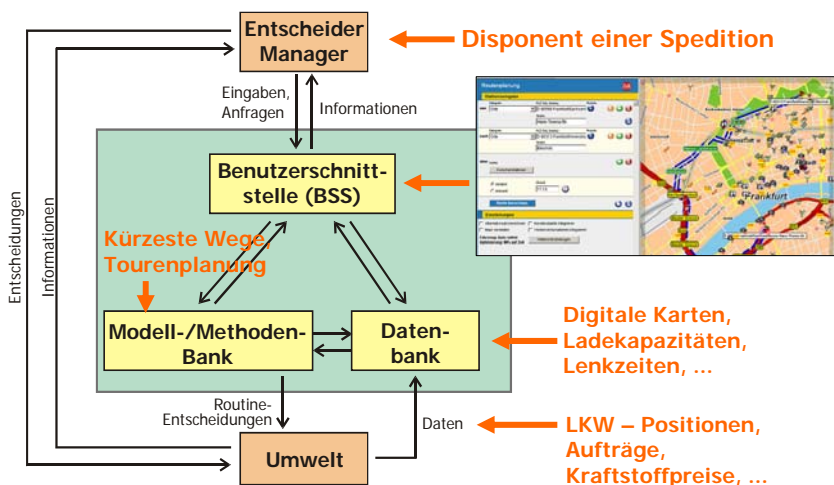 Entscheider
Manager
Disponent einer Spedition
Eingaben,
Anfragen
Informationen
Routenplanung
Benutzerschnitt-
stelle (BSS)
Frankfurt
Entscheidungen
Informationen
Kürzeste Wege,
Tourenplanung
Modell-/Methoden-
Bank
Daten-
bank
Digitale Karten,
Ladekapazitäten,
Lenkzeiten, ...
Routine-
Entscheidungen
Daten
LKW – Positionen,
Aufträge,
Kraftstoffpreise, ...
Umwelt